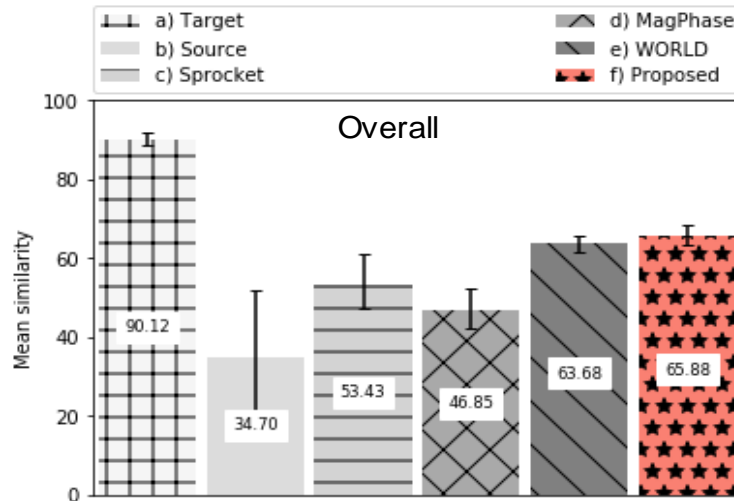 a) Target
b) Source
c) Sprocket
d) MagPhase
e) WORLD
f) Proposed
Overall
Mean similarity
100
80
60
40
20
0
90.12
34.70
53.43
46.85
63.68
65.88